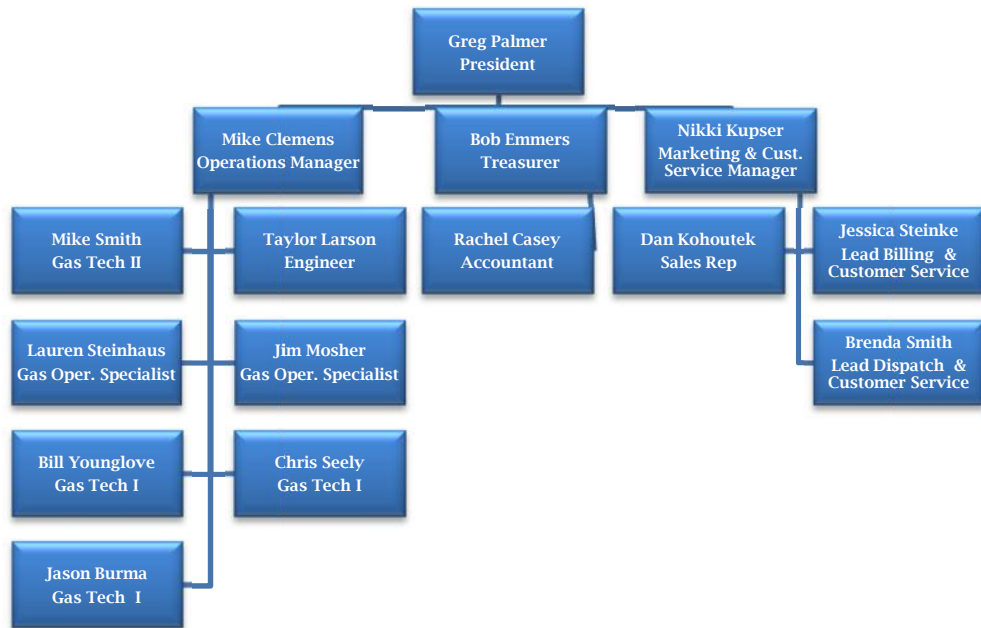 Greg Palmer
President
Mike Clemens
Operations Manager
Bob Emmers
Treasurer
Nikki Kupser
Marketing & Cust.
Service Manager
Mike Smith
Gas Tech II
Taylor Larson
Engineer
Rachel Casey
Accountant
Dan Kohoutek
Sales Rep
Jessica Steinke
Lead Billing &
Customer Service
Lauren Steinhaus
Gas Oper. Specialist
Jim Mosher
Gas Oper. Specialist
Brenda Smith
Lead Dispatch &
Customer Service
Bill Younglove
Gas Tech I
Chris Seely
Gas Tech I
Jason Burma
Gas Tech I